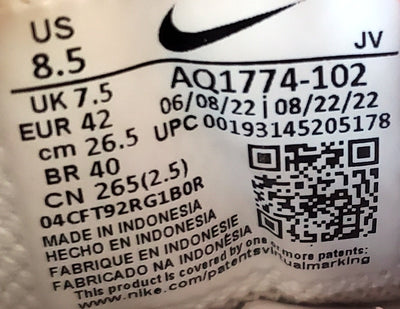 US
8.5
JV
UK 7.5
EUR 42
cm 26.5
BR 40
CN 265(2.5)
04CFT92RG1B0R
AQ1774-102
06/08/22 | 08/22/22
UPC 00193145205178
MADE IN INDONESIA
HECHO EN INDONESIA
FABRIQUE EN INDONESIE
FABRICADO NA INDONÉSIA
This product is covered by one or more patents:
www.nike.com/patentsvirtualmarking